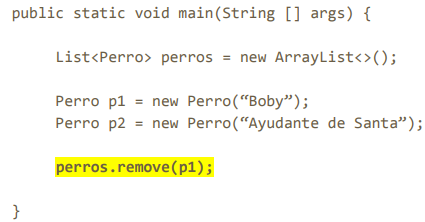 public static void main(String [] args) {
List<Perro> perros = new ArrayList<>();
Perro p1 = new Perro(“Boby”);
Perro p2 = new Perro(“Ayudante de Santa”);
perros.remove(p1);
}